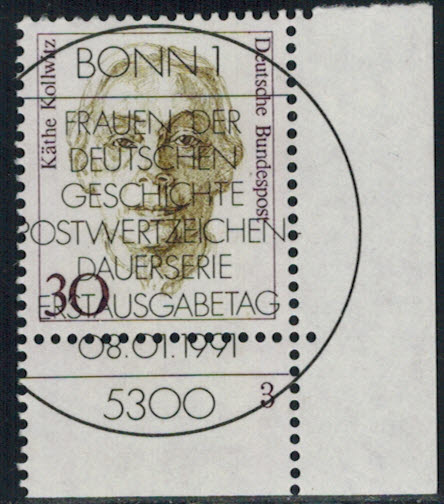 Käthe Kollwitz
Deutsche Bundespost
30
BONN 1
FRAUEN DER
DEUTSCHEN
GESCHICHTE
POSTWERTZEICHEN-
DAUERSERIE
ERSTAUSGABETAG
08.01.1991
5300
3